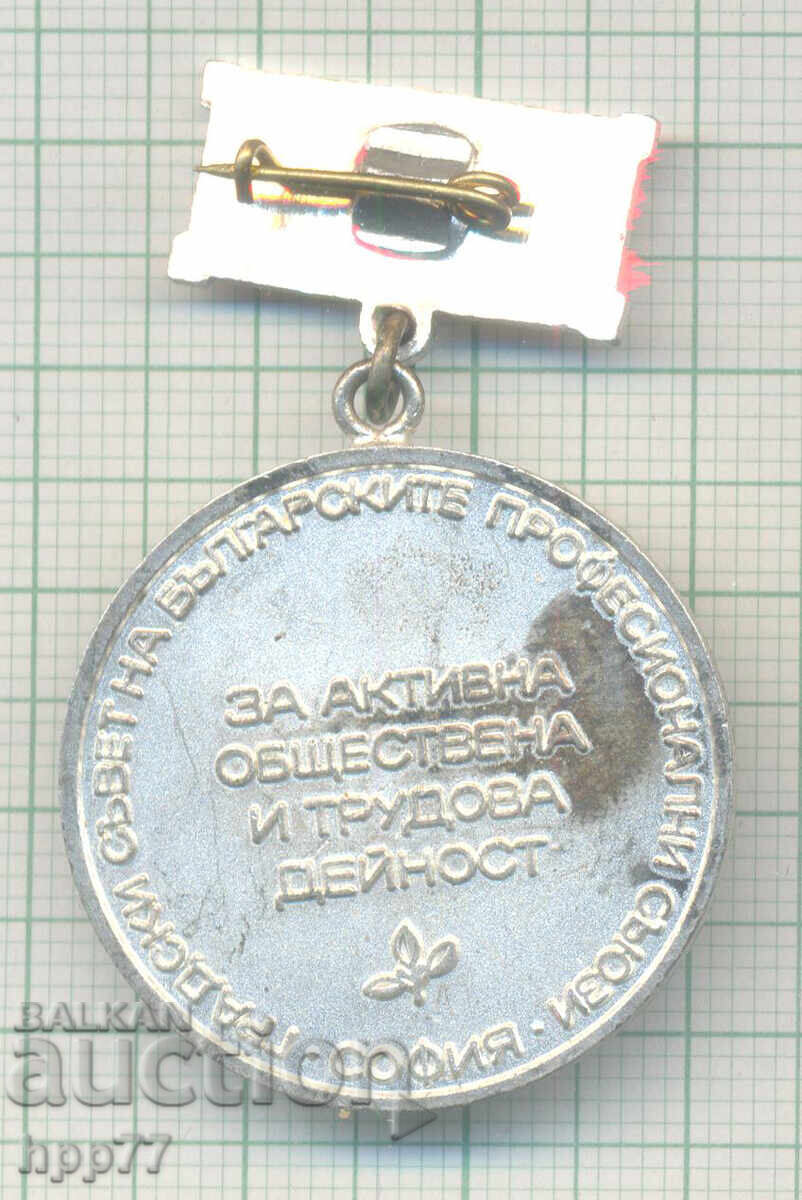 ГРАДСКИ СЪВЕТ НА БЪЛГАРСКИТЕ ПРОФЕСИОНАЛНИ СЪЮЗИ · СОФИЯ ·
ЗА АКТИВНА
ОБЩЕСТВЕНА
И ТРУДОВА
ДЕЙНОСТ
BALKAN
auction
hpp77